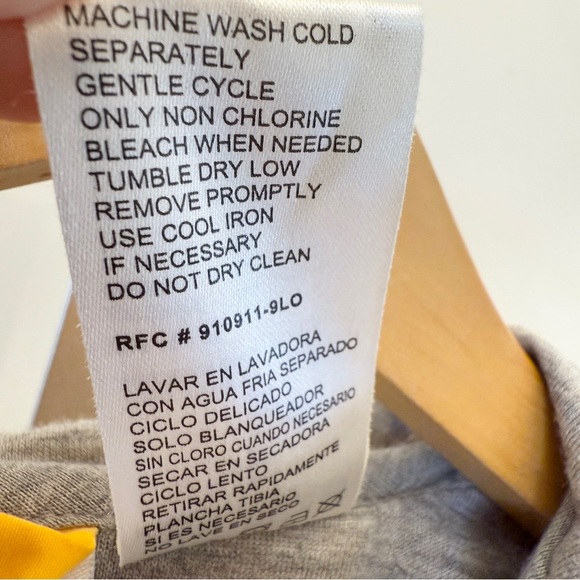 MACHINE WASH COLD
SEPARATELY
GENTLE CYCLE
ONLY NON CHLORINE
BLEACH WHEN NEEDED
TUMBLE DRY LOW
REMOVE PROMPTLY
USE COOL IRON
IF NECESSARY
DO NOT DRY CLEAN
RFC # 910911-9LO
LAVAR EN LAVADORA
CON AGUA FRIA SEPARADO
CICLO DELICADO
SOLO BLANQUEADOR
SIN CLORO CUANDO NECESARIO
SECAR EN SECADORA
CICLO LENTO
RETIRAR RAPIDAMENTE
PLANCHA TIBIA
SI ES NECESARIO
NO LAVE EN SECO